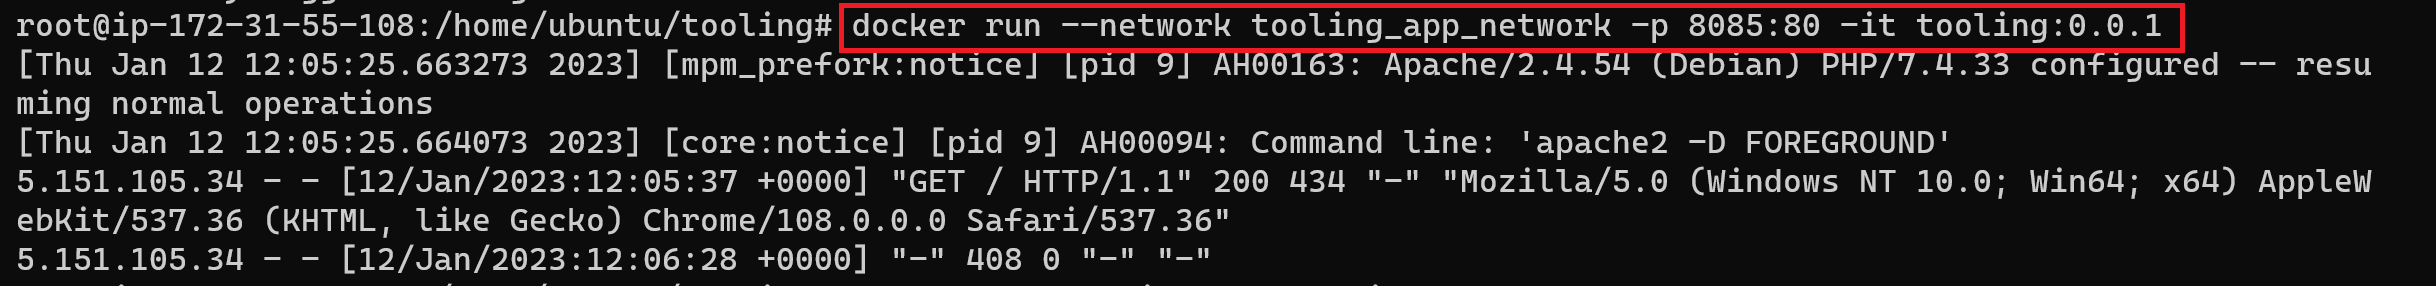 root@ip-172-31-55-108:/home/ubuntu/tooling# docker run --network tooling_app_network -p 8085:80 -it tooling:0.0.1
[Thu Jan 12 12:05:25.663273 2023] [mpm_prefork:notice] [pid 9] AH00163: Apache/2.4.54 (Debian) PHP/7.4.33 configured -- resu
ming normal operations
[Thu Jan 12 12:05:25.664073 2023] [core:notice] [pid 9] AH00094: Command line: 'apache2 -D FOREGROUND'
5.151.105.34 - - [12/Jan/2023:12:05:37 +0000] "GET / HTTP/1.1" 200 434 "-" "Mozilla/5.0 (Windows NT 10.0; Win64; x64) AppleW
ebKit/537.36 (KHTML, like Gecko) Chrome/108.0.0.0 Safari/537.36"
5.151.105.34 - - [12/Jan/2023:12:06:28 +0000] "-" 408 0 "-" "-"